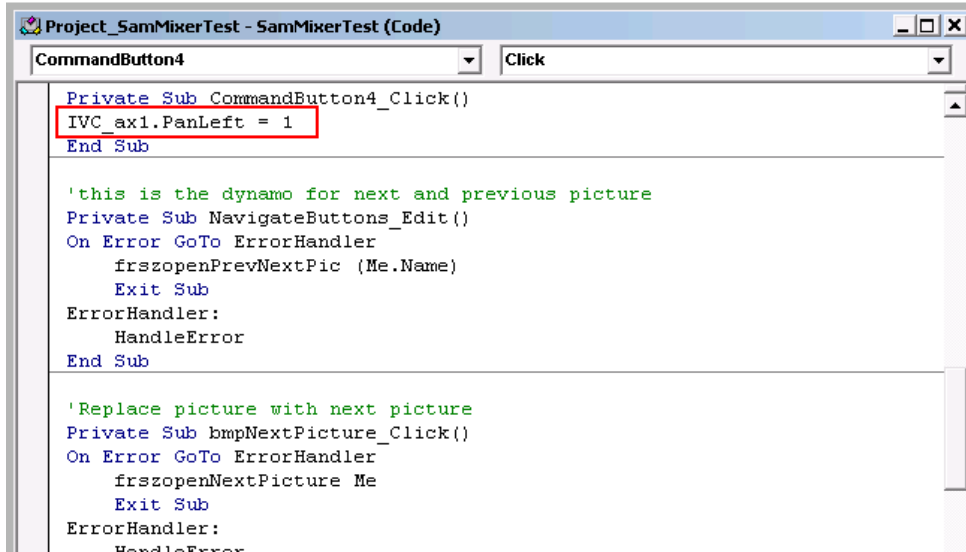 Project_SamMixerTest - SamMixerTest (Code)
CommandButton4 Click
Private Sub CommandButton4_Click()
IVC_ax1.PanLeft = 1
End Sub
'this is the dynamo for next and previous picture
Private Sub NavigateButtons_Edit()
On Error GoTo ErrorHandler
frszopenPrevNextPic (Me.Name)
Exit Sub
ErrorHandler:
HandleError
End Sub
'Replace picture with next picture
Private Sub bmpNextPicture_Click()
On Error GoTo ErrorHandler
frszopenNextPicture Me
Exit Sub
ErrorHandler:
HandleError